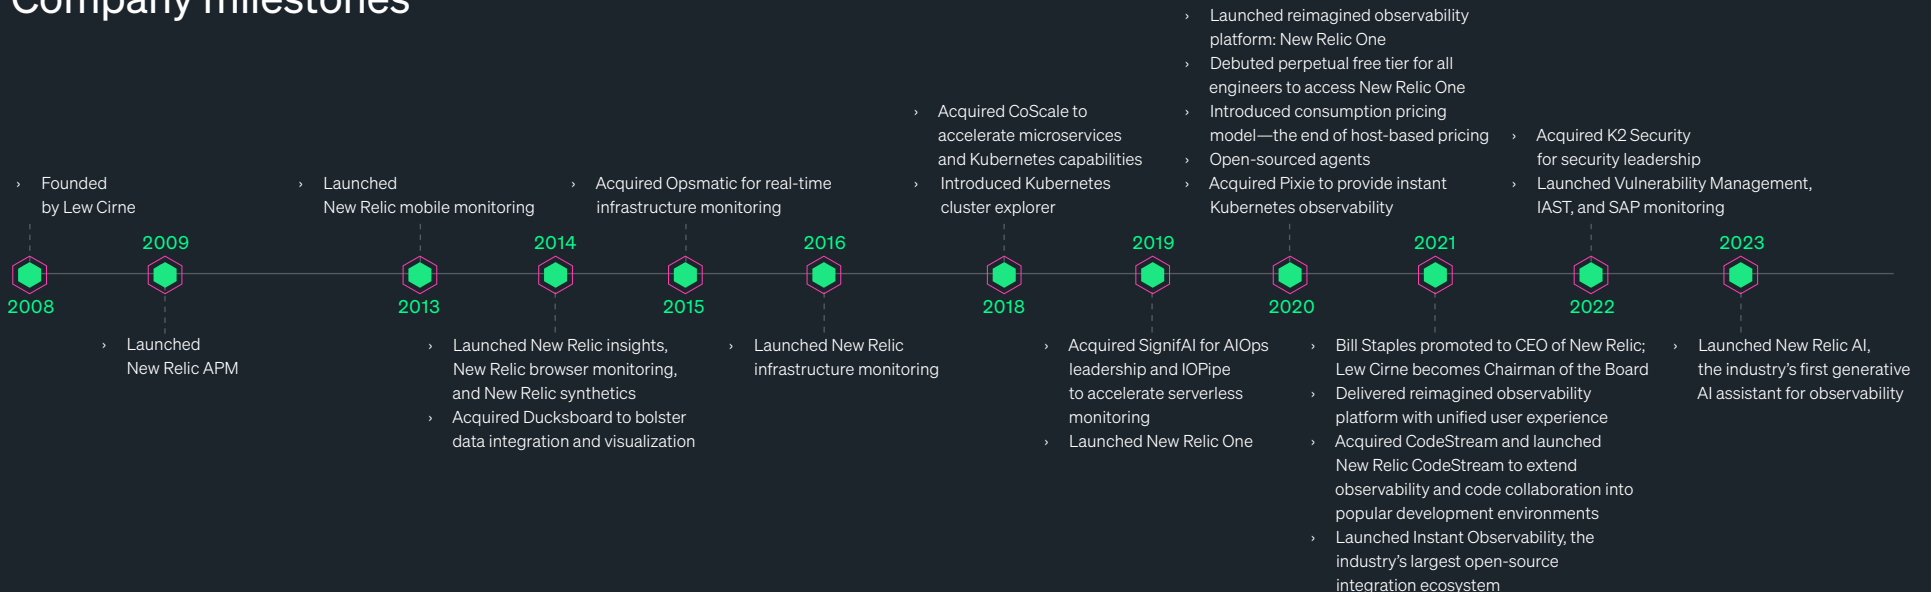 Company milestones
2008
› Founded
by Lew Cirne
2009
› Launched
New Relic APM
2013
› Launched
New Relic mobile monitoring
2014
› Launched New Relic insights,
New Relic browser monitoring,
and New Relic synthetics
› Acquired Ducksboard to bolster
data integration and visualization
2015
› Acquired Opsmatic for real-time
infrastructure monitoring
2016
› Launched New Relic
infrastructure monitoring
2018
› Acquired CoScale to
accelerate microservices
and Kubernetes capabilities
› Introduced Kubernetes
cluster explorer
2019
› Acquired SignifAI for AIOps
leadership and IOPipe
to accelerate serverless
monitoring
› Launched New Relic One
2020
› Launched reimagined observability
platform: New Relic One
› Debuted perpetual free tier for all
engineers to access New Relic One
› Introduced consumption pricing
model—the end of host-based pricing
› Open-sourced agents
› Acquired Pixie to provide instant
Kubernetes observability
2021
› Bill Staples promoted to CEO of New Relic;
Lew Cirne becomes Chairman of the Board
› Delivered reimagined observability
platform with unified user experience
› Acquired CodeStream and launched
New Relic CodeStream to extend
observability and code collaboration into
popular development environments
› Launched Instant Observability, the
industry’s largest open-source
integration ecosystem
2022
› Acquired K2 Security
for security leadership
› Launched Vulnerability Management,
IAST, and SAP monitoring
2023
› Launched New Relic AI,
the industry’s first generative
AI assistant for observability